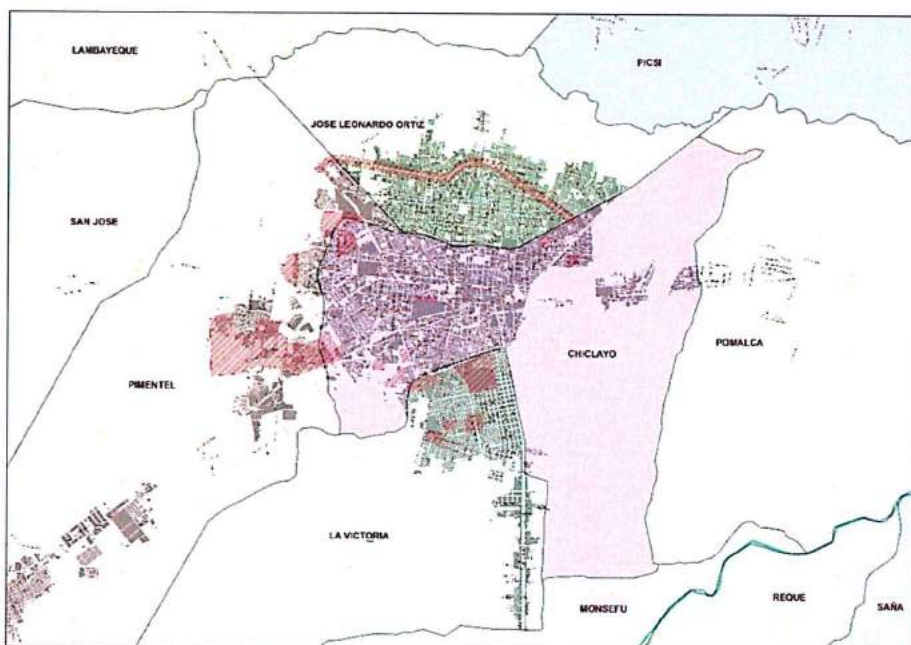 LAMBAYEQUE
PICSI
JOSE LEONARDO ORTIZ
SAN JOSE
CHICLAYO
POMALCA
PIMENTEL
LA VICTORIA
MONSEFU
REQUE
SAÑA